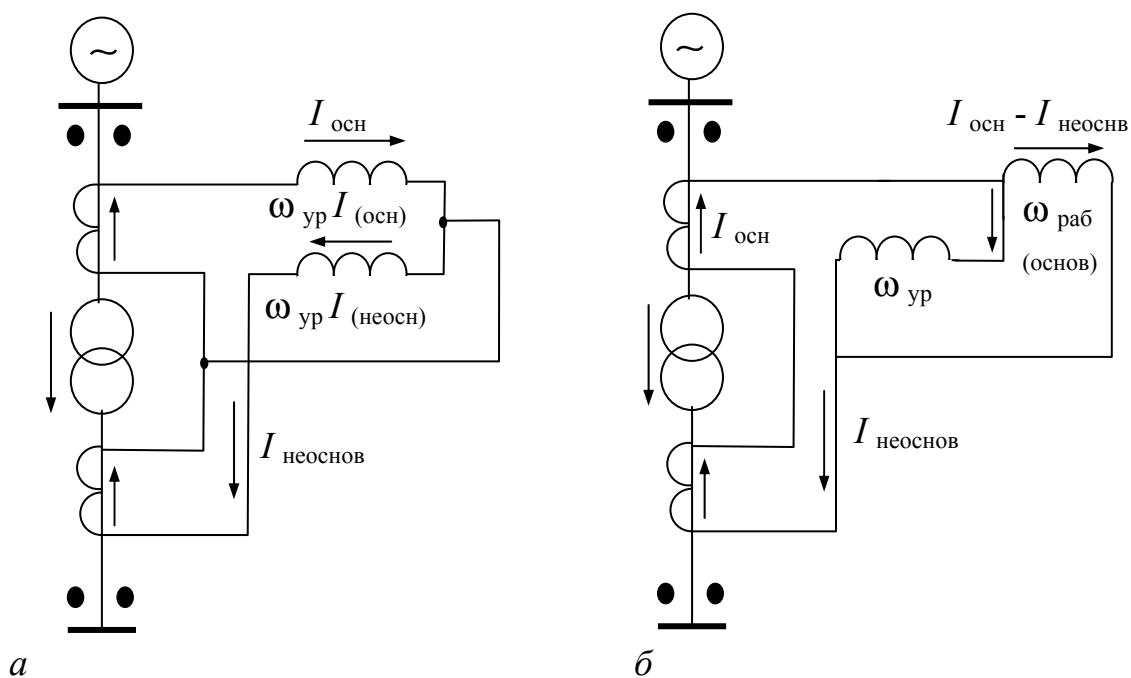 ~
~
I осн
I осн - I неоснв
ω ур I (осн)
I осн
ω раб
(основ)
ω ур
ω ур I (неосн)
I неоснов
I неоснов
а
б